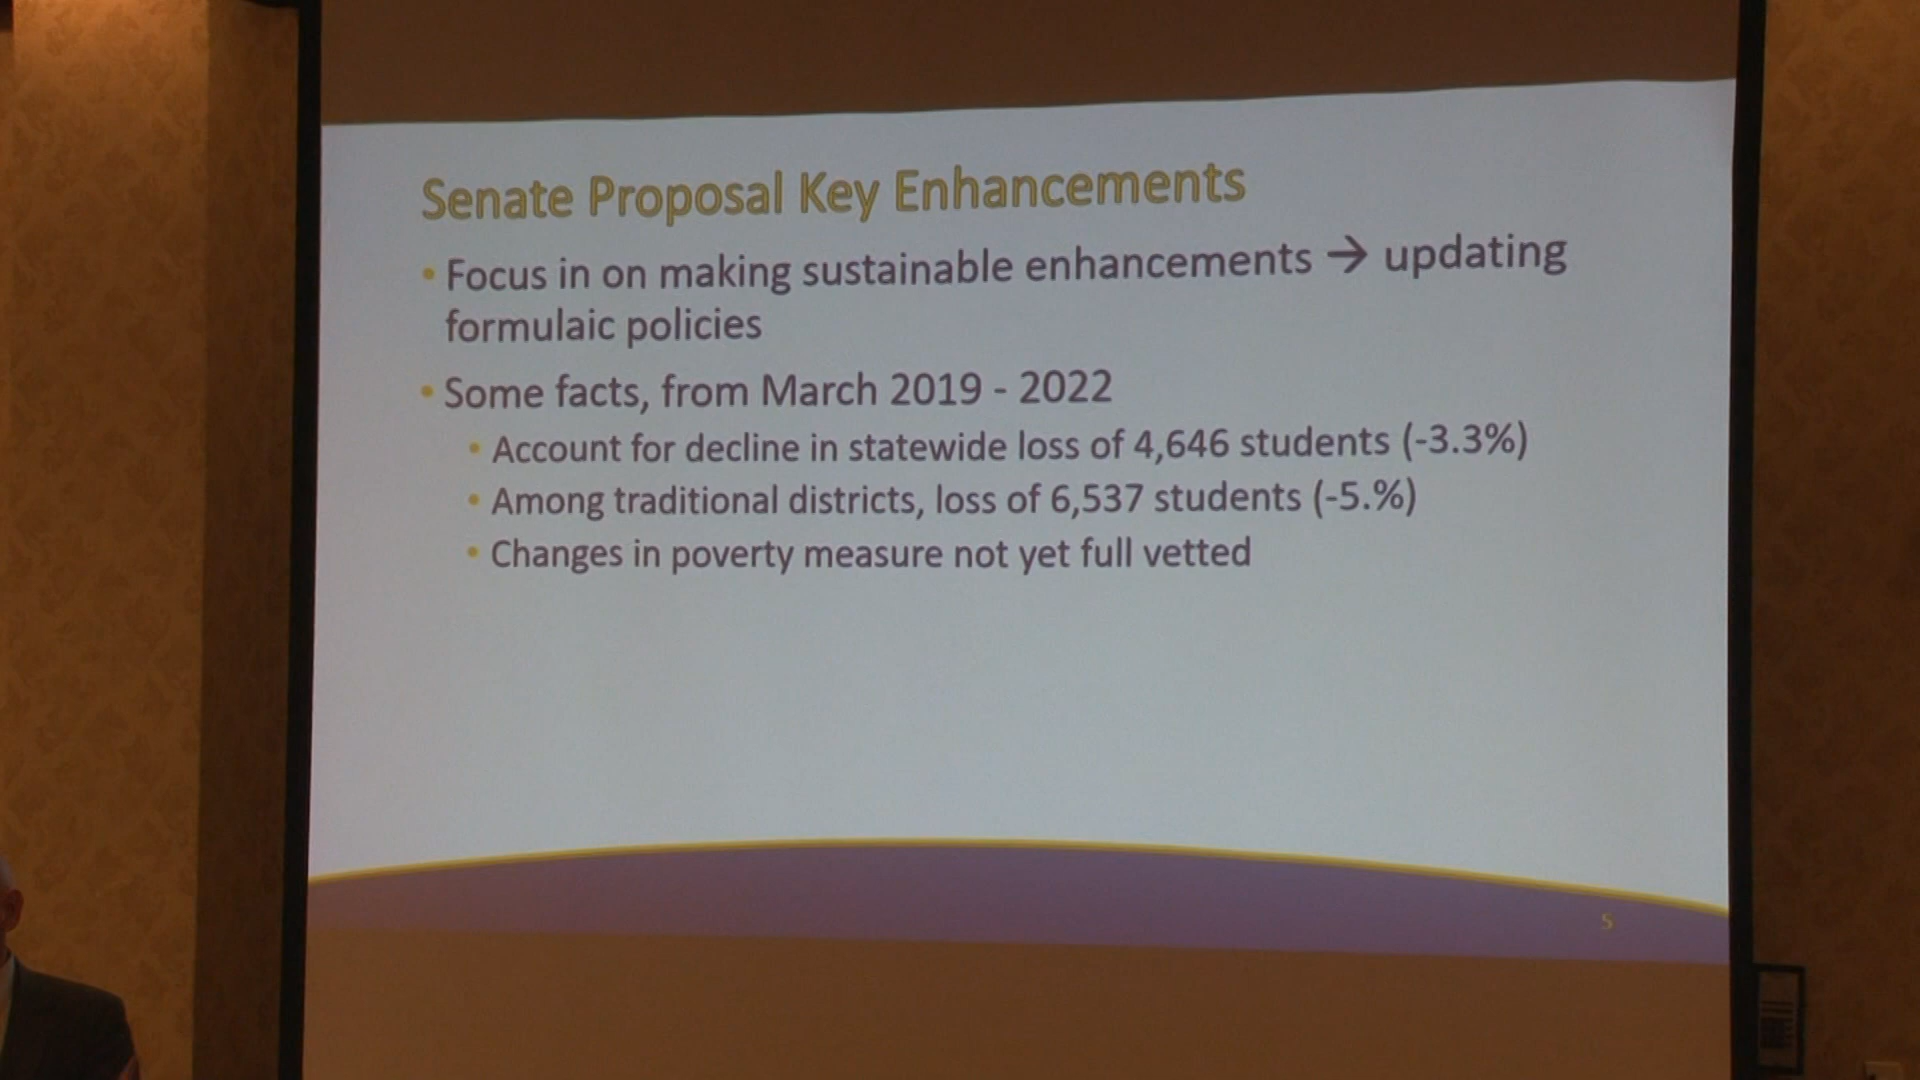 Senate Proposal Key Enhancements
• Focus in on making sustainable enhancements → updating
formulaic policies
• Some facts, from March 2019 - 2022
• Account for decline in statewide loss of 4,646 students (-3.3%)
• Among traditional districts, loss of 6,537 students (-5.%)
• Changes in poverty measure not yet full vetted
5